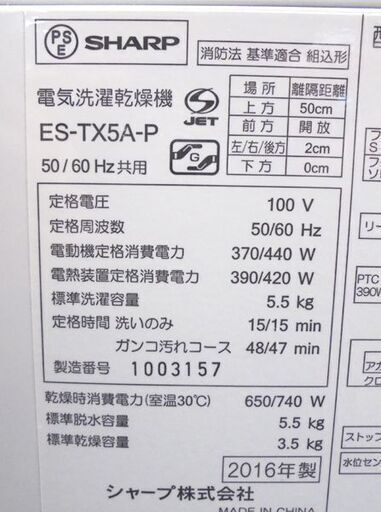 PSE SHARP
消防法 基準適合 組込形
電気洗濯乾燥機
JET
ES-TX5A-P
50/60 Hz共用
場所 離隔距離
上方 50cm
前方 開放
左/右/後方 2cm
下方 0cm
定格電圧 100 V
定格周波数 50/60 Hz
電動機定格消費電力 370/440 W
電熱装置定格消費電力 390/420 W
標準洗濯容量 5.5 kg
定格時間 洗いのみ 15/15 min
ガンコ汚れコース 48/47 min
製造番号 1003157
乾燥時消費電力(室温30℃) 650/740 W
標準脱水容量 5.5 kg
標準乾燥容量 3.5 kg
2016年製
シャープ株式会社
MADE IN CHINA
リー
PTC
390W
ストップ
水位セン